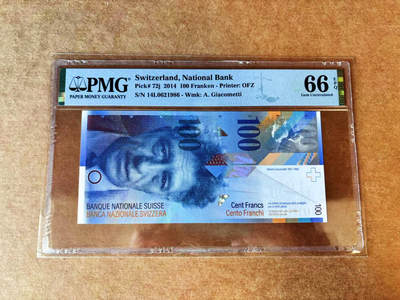 PMG
PAPER MONEY GUARANTY
Switzerland, National Bank
Pick# 72j 2014 100 Franken - Printer: OFZ
S/N 14L0621986 - Wmk: A. Giacometti
66 EPQ
Gem Uncirculated
100
100
BANQUE NATIONALE SUISSE
BANCA NAZIONALE SVIZZERA
Cent Francs
Cento Franchi
100